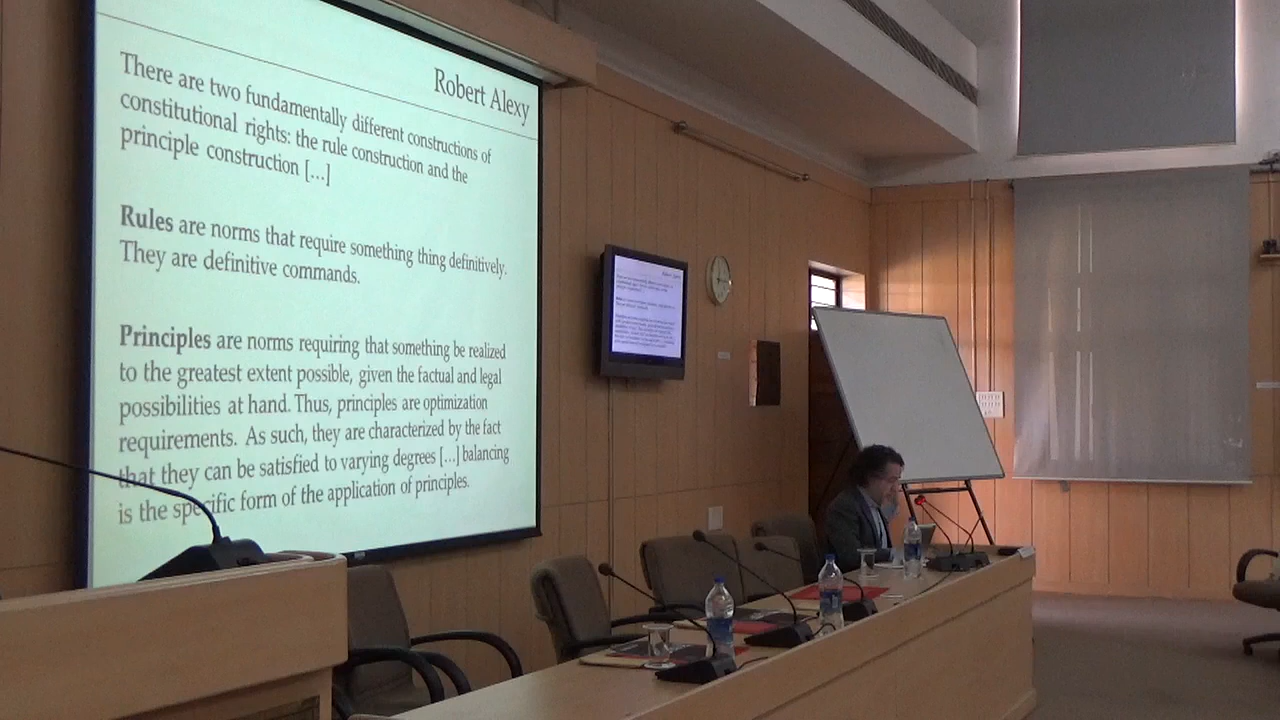 Robert Alexy
There are two fundamentally different constructions of
constitutional rights: the rule construction and the
principle construction [...]
Rules are norms that require something thing definitively.
They are definitive commands.
Principles are norms requiring that something be realized
to the greatest extent possible, given the factual and legal
possibilities at hand. Thus, principles are optimization
requirements. As such, they are characterized by the fact
that they can be satisfied to varying degrees [...] balancing
is the specific form of the application of principles.